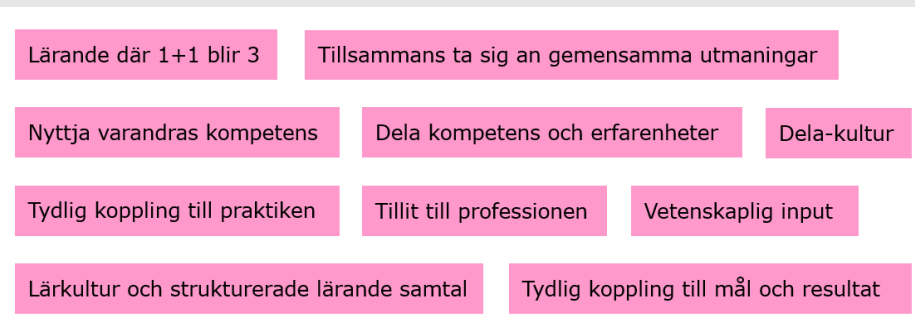 Lärande där 1+1 blir 3
Tillsammans ta sig an gemensamma utmaningar
Nyttja varandras kompetens
Dela kompetens och erfarenheter
Dela-kultur
Tydlig koppling till praktiken
Tillit till professionen
Vetenskaplig input
Lärkultur och strukturerade lärande samtal
Tydlig koppling till mål och resultat